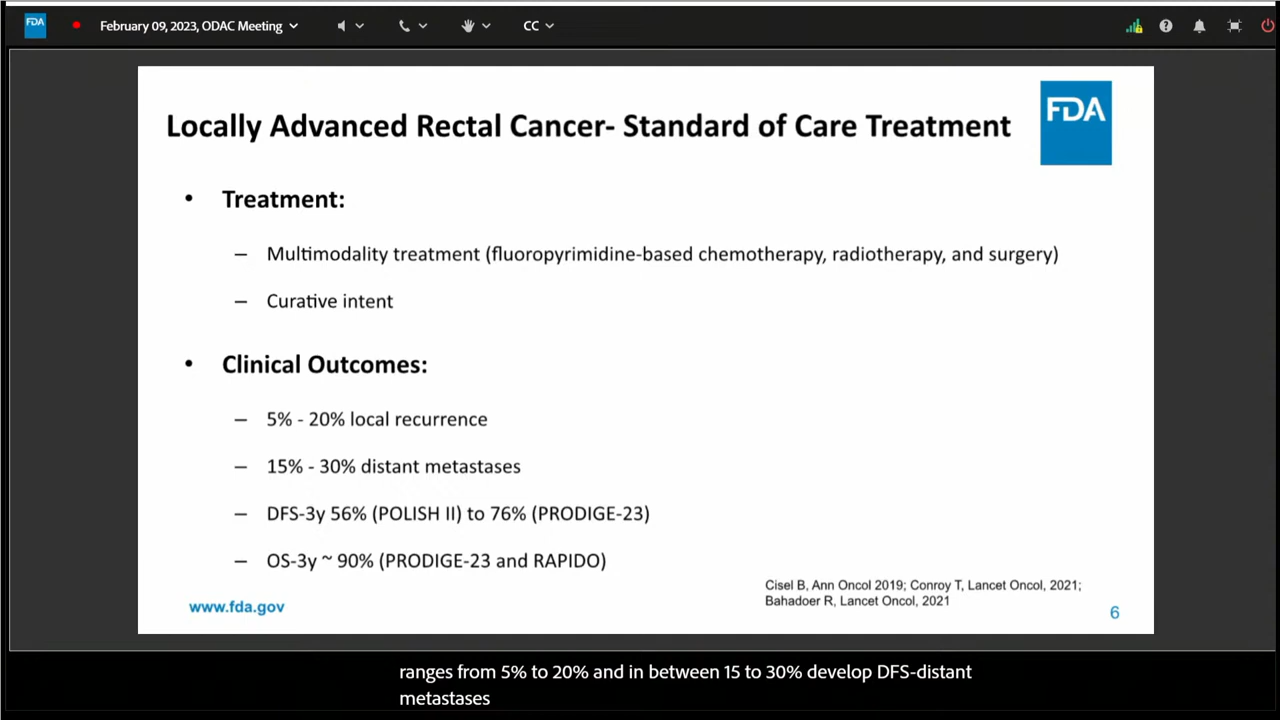 FDA
February 09, 2023, ODAC Meeting
CC
Locally Advanced Rectal Cancer- Standard of Care Treatment
FDA
• Treatment:
– Multimodality treatment (fluoropyrimidine-based chemotherapy, radiotherapy, and surgery)
– Curative intent
• Clinical Outcomes:
– 5% - 20% local recurrence
– 15% - 30% distant metastases
– DFS-3y 56% (POLISH II) to 76% (PRODIGE-23)
– OS-3y ~ 90% (PRODIGE-23 and RAPIDO)
Cisel B, Ann Oncol 2019; Conroy T, Lancet Oncol, 2021;
Bahadoer R, Lancet Oncol, 2021
www.fda.gov
6
ranges from 5% to 20% and in between 15 to 30% develop DFS-distant
metastases